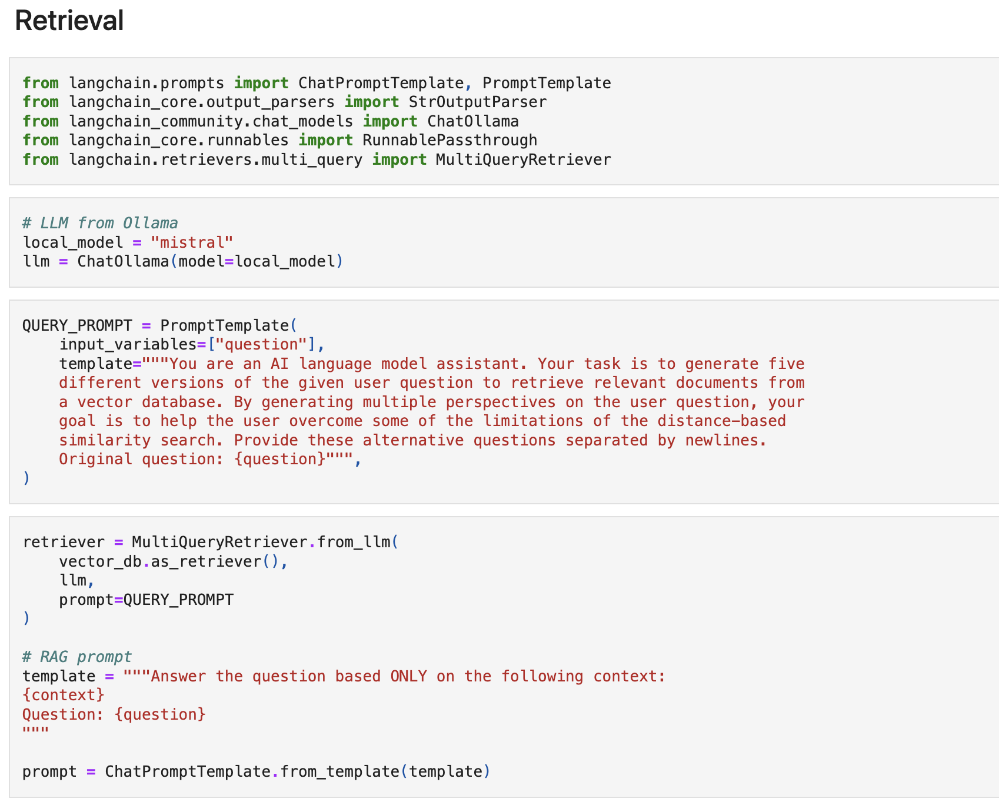 Retrieval
from langchain.prompts import ChatPromptTemplate, PromptTemplate
from langchain_core.output_parsers import StrOutputParser
from langchain_community.chat_models import ChatOllama
from langchain_core.runnables import RunnablePassthrough
from langchain.retrievers.multi_query import MultiQueryRetriever
# LLM from Ollama
local_model = "mistral"
llm = ChatOllama(model=local_model)
QUERY_PROMPT = PromptTemplate(
    input_variables=["question"],
    template="""You are an AI language model assistant. Your task is to generate five
    different versions of the given user question to retrieve relevant documents from
    a vector database. By generating multiple perspectives on the user question, your
    goal is to help the user overcome some of the limitations of the distance-based
    similarity search. Provide these alternative questions separated by newlines.
    Original question: {question}""",
)
retriever = MultiQueryRetriever.from_llm(
    vector_db.as_retriever(),
    llm,
    prompt=QUERY_PROMPT
)
# RAG prompt
template = """Answer the question based ONLY on the following context:
{context}
Question: {question}
"""
prompt = ChatPromptTemplate.from_template(template)